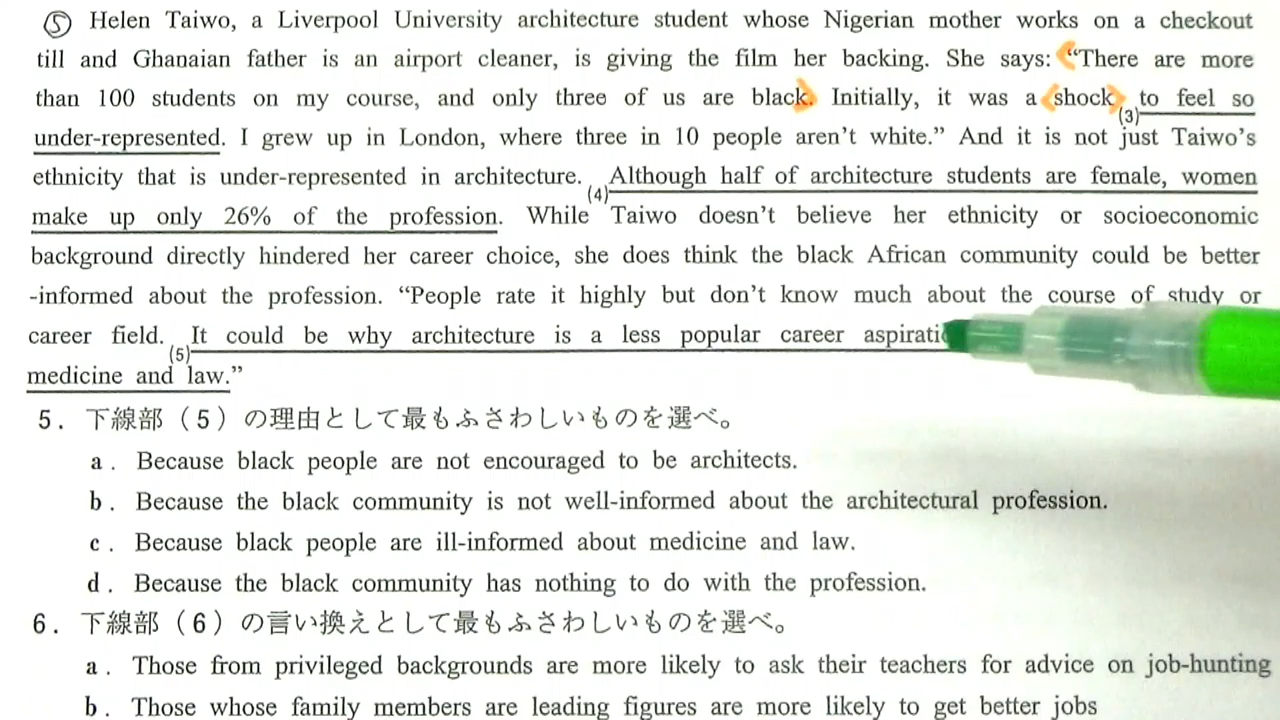 ⑤ Helen Taiwo, a Liverpool University architecture student whose Nigerian mother works on a checkout
till and Ghanaian father is an airport cleaner, is giving the film her backing. She says: “There are more
than 100 students on my course, and only three of us are black. Initially, it was a shock (3)to feel so
under-represented. I grew up in London, where three in 10 people aren’t white.” And it is not just Taiwo’s
ethnicity that is under-represented in architecture. (4)Although half of architecture students are female, women
make up only 26% of the profession. While Taiwo doesn’t believe her ethnicity or socioeconomic
background directly hindered her career choice, she does think the black African community could be better
-informed about the profession. “People rate it highly but don’t know much about the course of study or
career field. (5)It could be why architecture is a less popular career
medicine and law.”
5. 下線部(5)の理由として最もふさわしいものを選べ。
a. Because black people are not encouraged to be architects.
b. Because the black community is not well-informed about the architectural profession.
c. Because black people are ill-informed about medicine and law.
d. Because the black community has nothing to do with the profession.
6. 下線部(6)の言い換えとして最もふさわしいものを選べ。
a. Those from privileged backgrounds are more likely to ask their teachers for advice on job-hunting
b. Those whose family members are leading figures are more likely to get better jobs